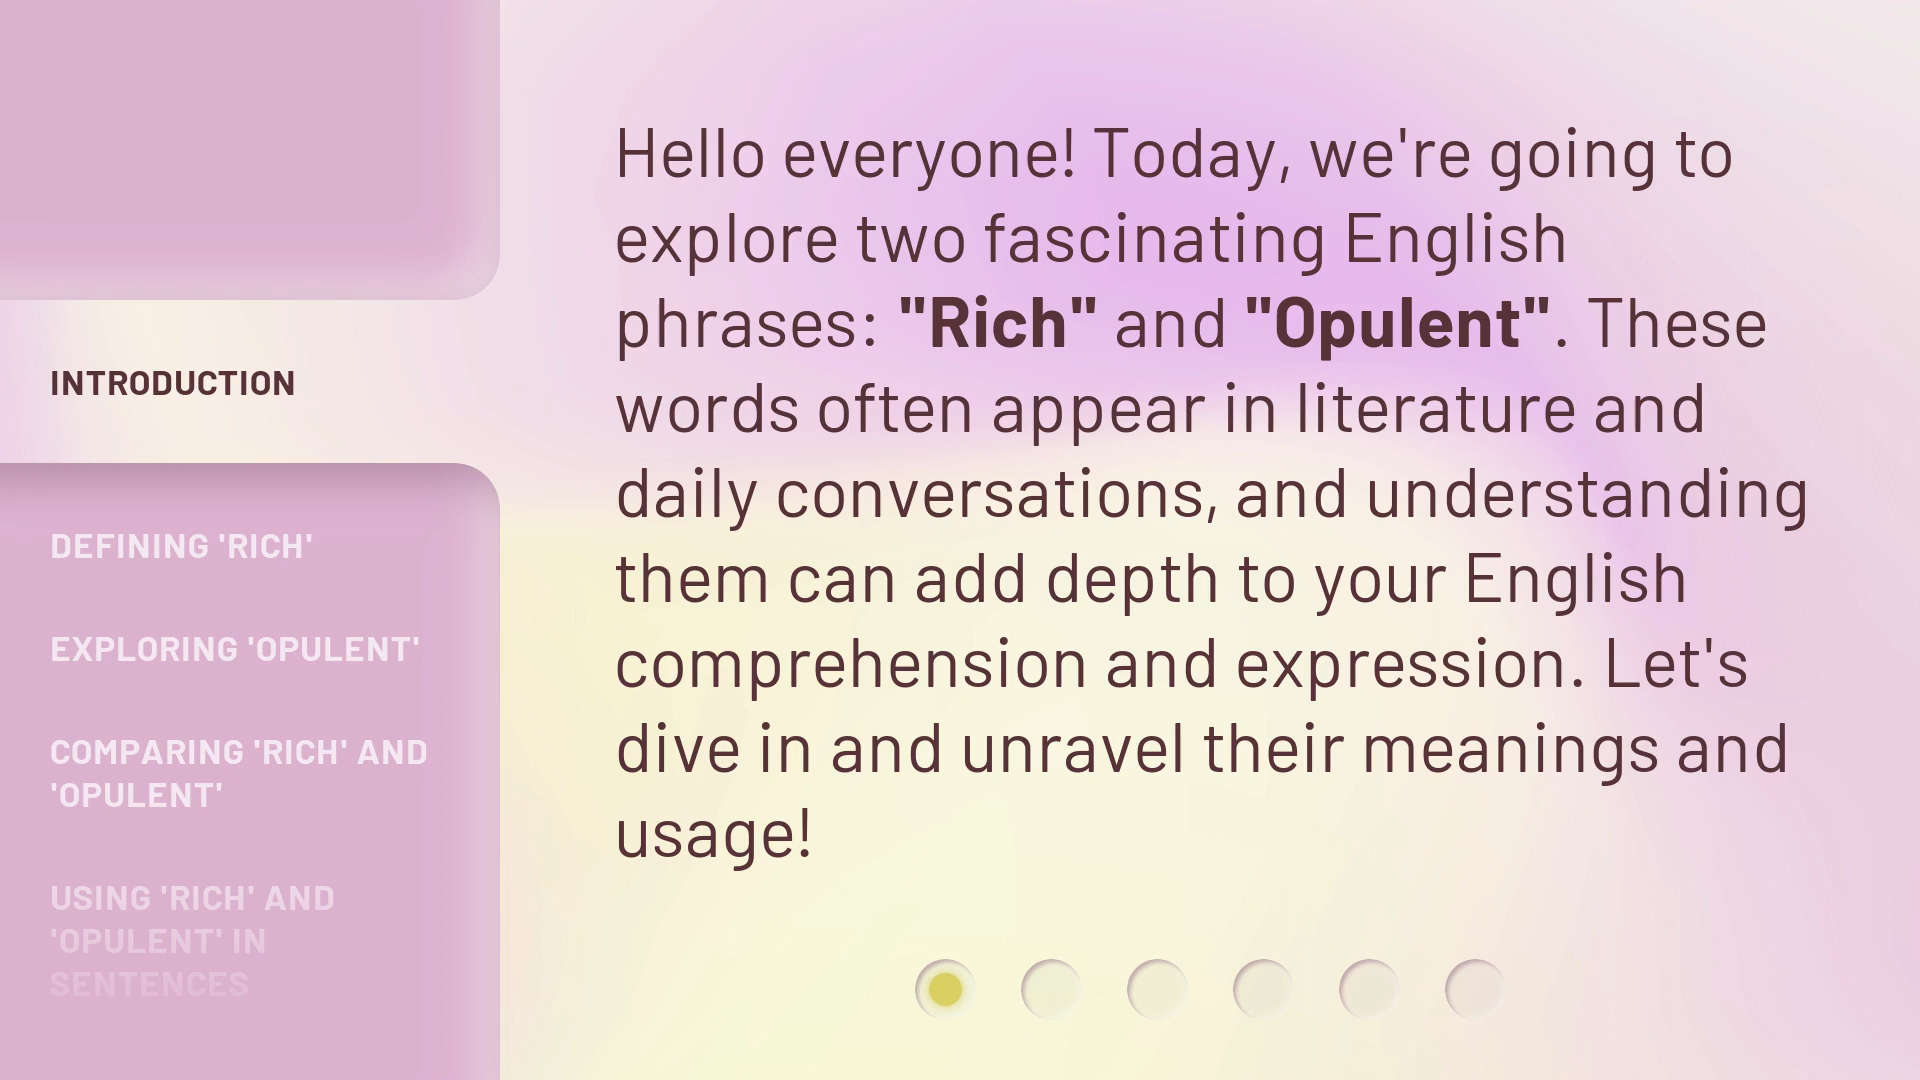 INTRODUCTION
DEFINING 'RICH'
EXPLORING 'OPULENT'
COMPARING 'RICH' AND
'OPULENT'
USING 'RICH' AND
'OPULENT' IN
SENTENCES
Hello everyone! Today, we're going to
explore two fascinating English
phrases: "Rich" and "Opulent". These
words often appear in literature and
daily conversations, and understanding
them can add depth to your English
comprehension and expression. Let's
dive in and unravel their meanings and
usage!